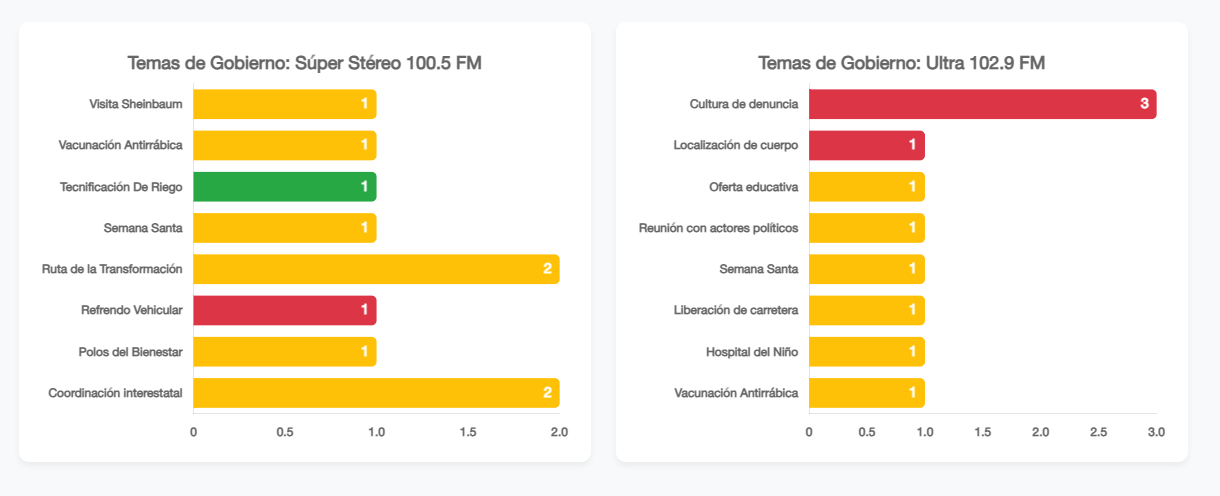 Temas de Gobierno: Súper Stéreo 100.5 FM
Visita Sheinbaum 1
Vacunación Antirrábica 1
Tecnificación De Riego 1
Semana Santa 1
Ruta de la Transformación 2
Refrendo Vehicular 1
Polos del Bienestar 1
Coordinación interestatal 2
0 0.5 1.0 1.5 2.0
Temas de Gobierno: Ultra 102.9 FM
Cultura de denuncia 3
Localización de cuerpo 1
Oferta educativa 1
Reunión con actores políticos 1
Semana Santa 1
Liberación de carretera 1
Hospital del Niño 1
Vacunación Antirrábica 1
0 0.5 1.0 1.5 2.0 2.5 3.0